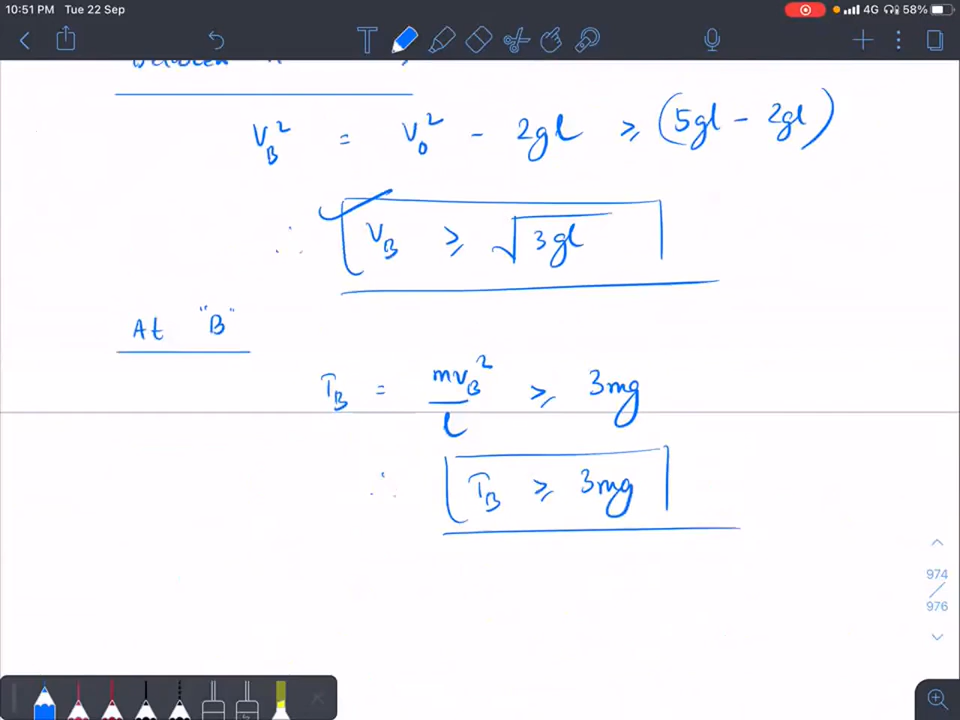 10:51 PM Tue 22 Sep 4G 58%
V_B² = V_0² - 2gl ≥ (5gl - 2gl)
∴ V_B ≥ √3gl
At "B"
T_B = mv_B²/l ≥ 3mg
∴ T_B ≥ 3mg
974
/
976